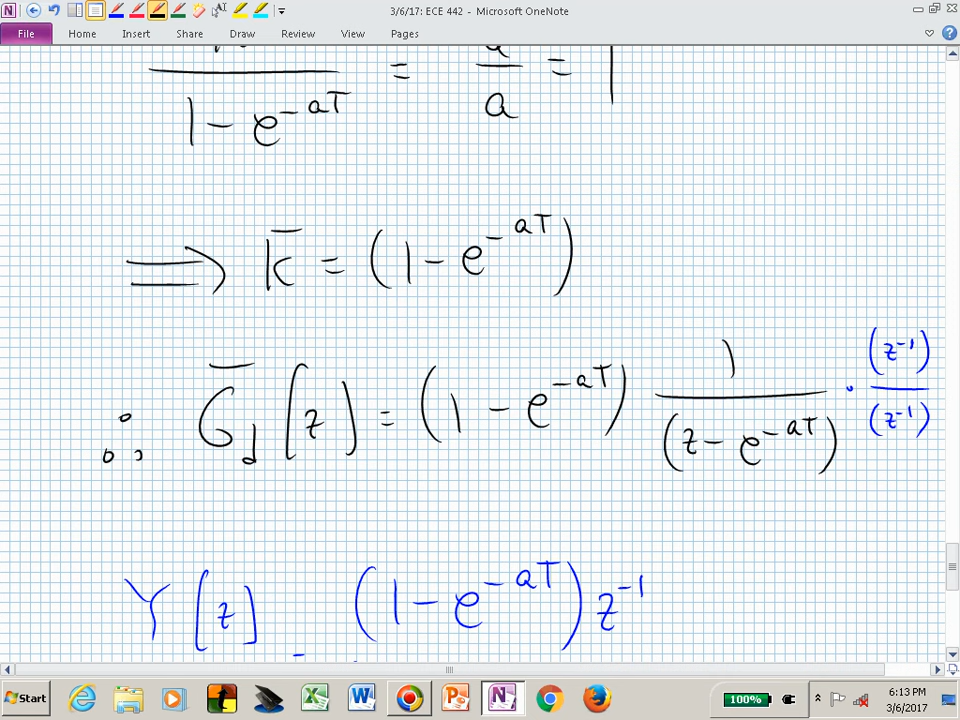 3/6/17: ECE 442 - Microsoft OneNote
File Home Insert Share Draw Review View Pages
= a/a = 1
1 - e^{-aT}
⟹ k̅ = (1 - e^{-aT})
∴ G̅_d [z] = (1 - e^{-aT}) 1/(z - e^{-aT}) · (z^{-1})/(z^{-1})
Y[z] = (1 - e^{-aT}) z^{-1}
Start
100%
6:13 PM
3/6/2017